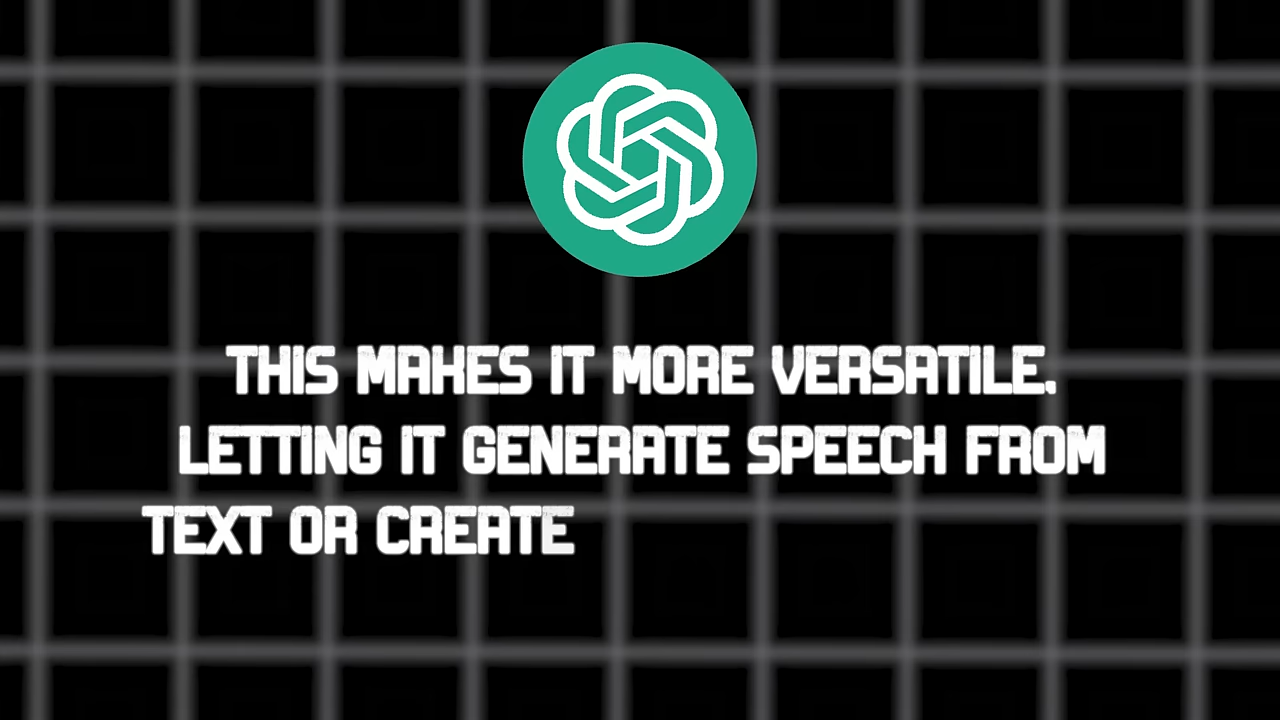 THIS MAKES IT MORE VERSATILE.
LETTING IT GENERATE SPEECH FROM
TEXT OR CREATE